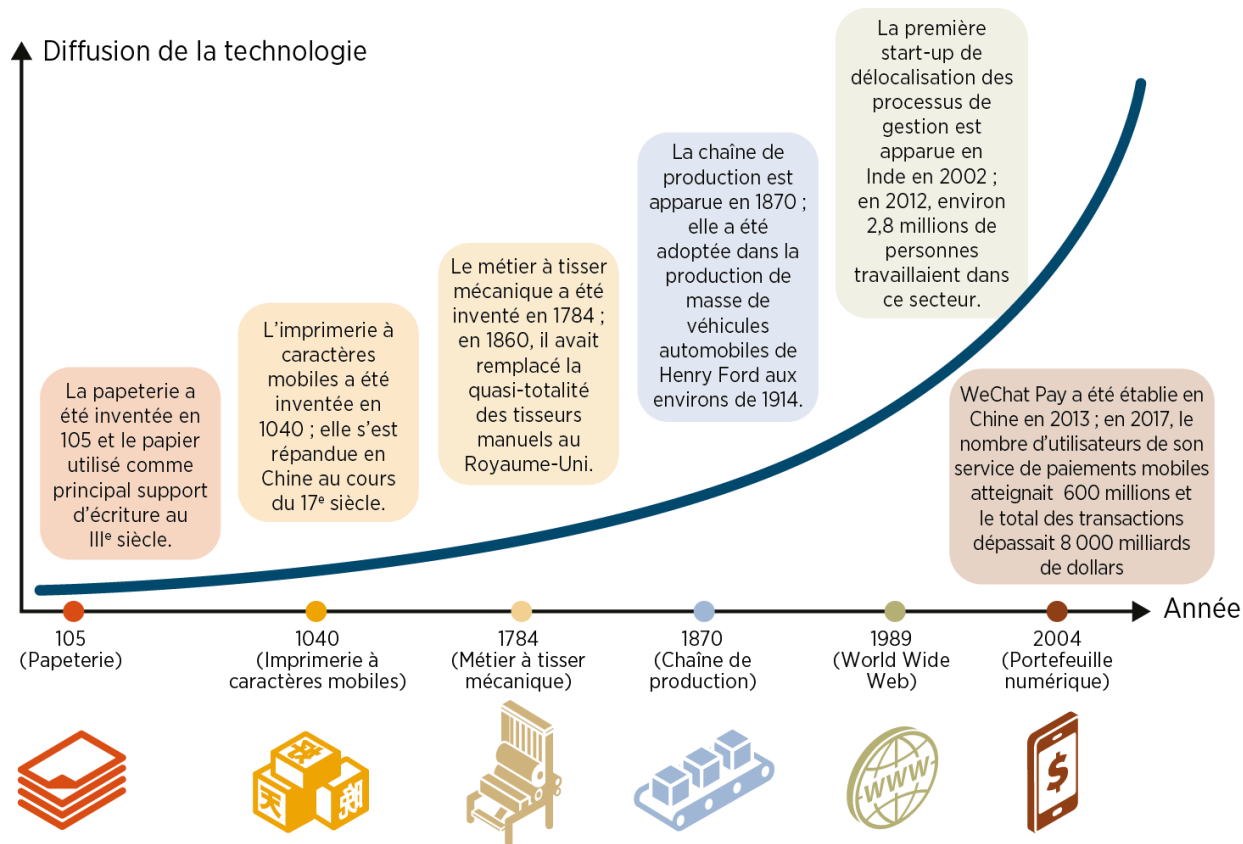 Diffusion de la technologie
La papeterie a
été inventée en
105 et le papier
utilisé comme
principal support
d'écriture au
IIIe siècle.
L'imprimerie à
caractères
mobiles a été
inventée en
1040 ; elle s'est
répandue en
Chine au cours
du 17e siècle.
Le métier à tisser
mécanique a été
inventé en 1784 ;
en 1860, il avait
remplacé la
quasi-totalité
des tisseurs
manuels au
Royaume-Uni.
La chaîne de
production est
apparue en 1870 ;
elle a été
adoptée dans la
production de
masse de
véhicules
automobiles de
Henry Ford aux
environs de 1914.
La première
start-up de
délocalisation des
processus de
gestion est
apparue en
Inde en 2002 ;
en 2012, environ
2,8 millions de
personnes
travaillaient dans
ce secteur.
WeChat Pay a été établie en
Chine en 2013 ; en 2017, le
nombre d'utilisateurs de son
service de paiements mobiles
atteignait 600 millions et
le total des transactions
dépassait 8 000 milliards
de dollars
Année
105
(Papeterie)
1040
(Imprimerie à
caractères mobiles)
1784
(Métier à tisser
mécanique)
1870
(Chaîne de
production)
1989
(World Wide
Web)
2004
(Portefeuille
numérique)
天
WWW
$